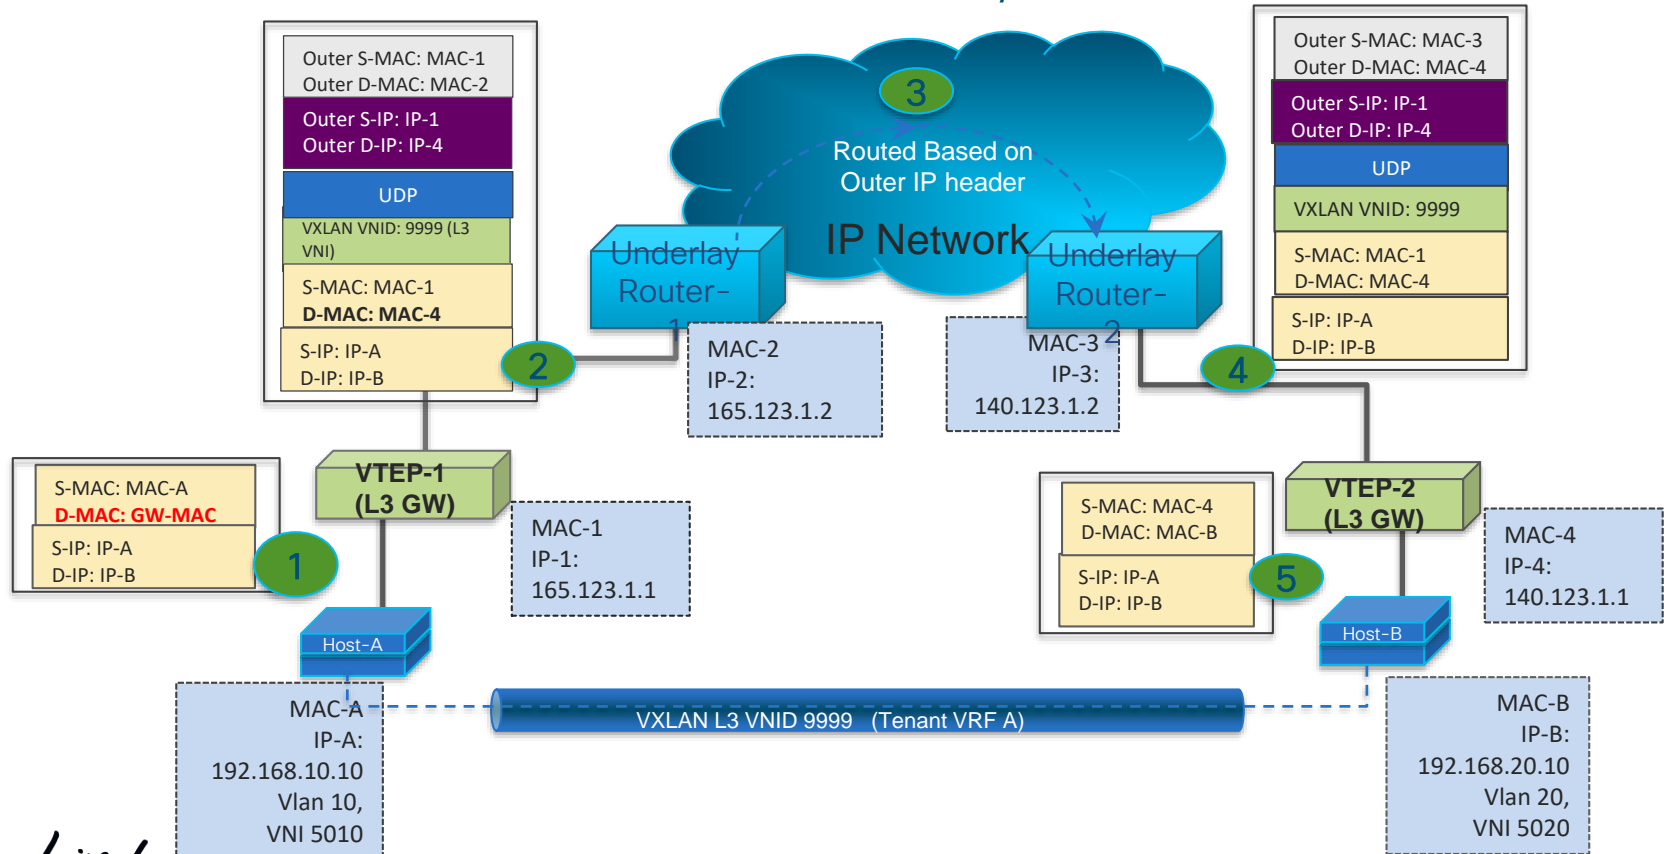 Outer S-MAC: MAC-1
Outer D-MAC: MAC-2
Outer S-IP: IP-1
Outer D-IP: IP-4
UDP
VXLAN VNID: 9999 (L3
VNI)
S-MAC: MAC-1
D-MAC: MAC-4
S-IP: IP-A
D-IP: IP-B
2
3
Routed Based on
Outer IP header
IP Network
Underlay
Router-
1
Underlay
Router-
2
MAC-2
IP-2:
165.123.1.2
MAC-3
IP-3:
140.123.1.2
Outer S-MAC: MAC-3
Outer D-MAC: MAC-4
Outer S-IP: IP-1
Outer D-IP: IP-4
UDP
VXLAN VNID: 9999
S-MAC: MAC-1
D-MAC: MAC-4
S-IP: IP-A
D-IP: IP-B
4
S-MAC: MAC-A
D-MAC: GW-MAC
S-IP: IP-A
D-IP: IP-B
1
VTEP-1
(L3 GW)
MAC-1
IP-1:
165.123.1.1
S-MAC: MAC-4
D-MAC: MAC-B
S-IP: IP-A
D-IP: IP-B
5
VTEP-2
(L3 GW)
MAC-4
IP-4:
140.123.1.1
Host-A
Host-B
VXLAN L3 VNID 9999 (Tenant VRF A)
MAC-A
IP-A:
192.168.10.10
Vlan 10,
VNI 5010
MAC-B
IP-B:
192.168.20.10
Vlan 20,
VNI 5020